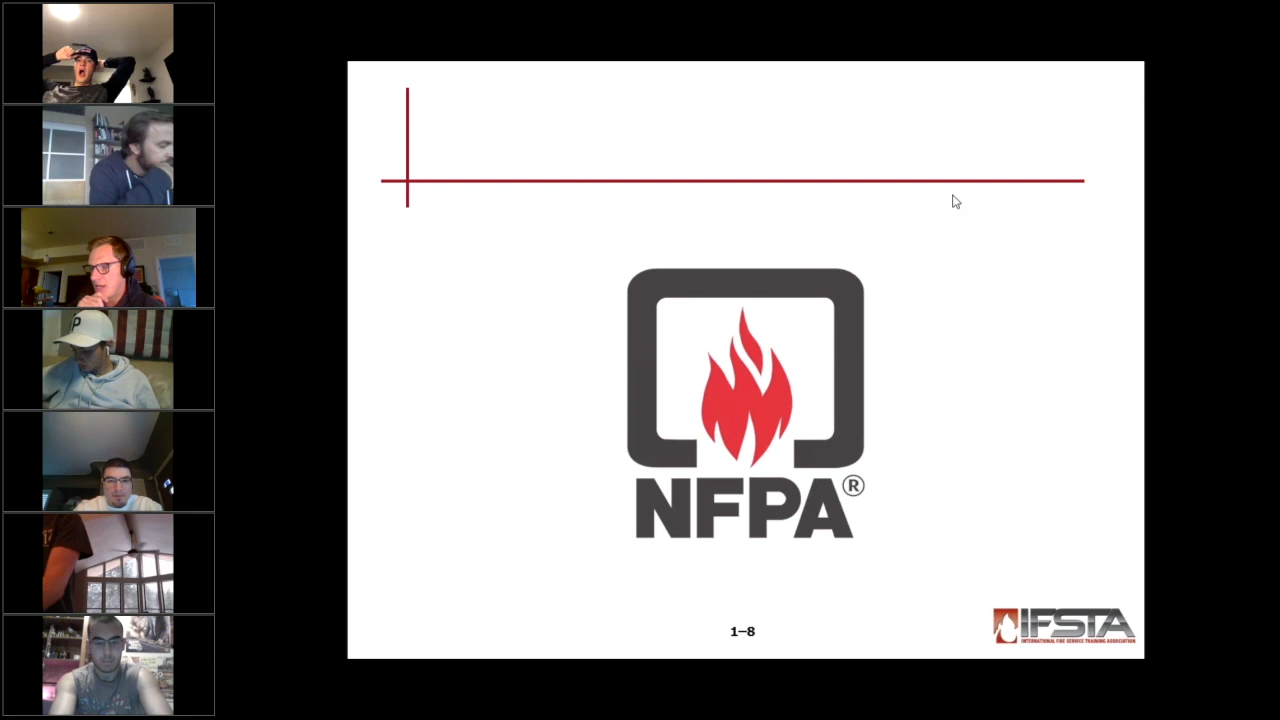 P
NFPA®
1–8
IFSTA
INTERNATIONAL FIRE SERVICE TRAINING ASSOCIATION